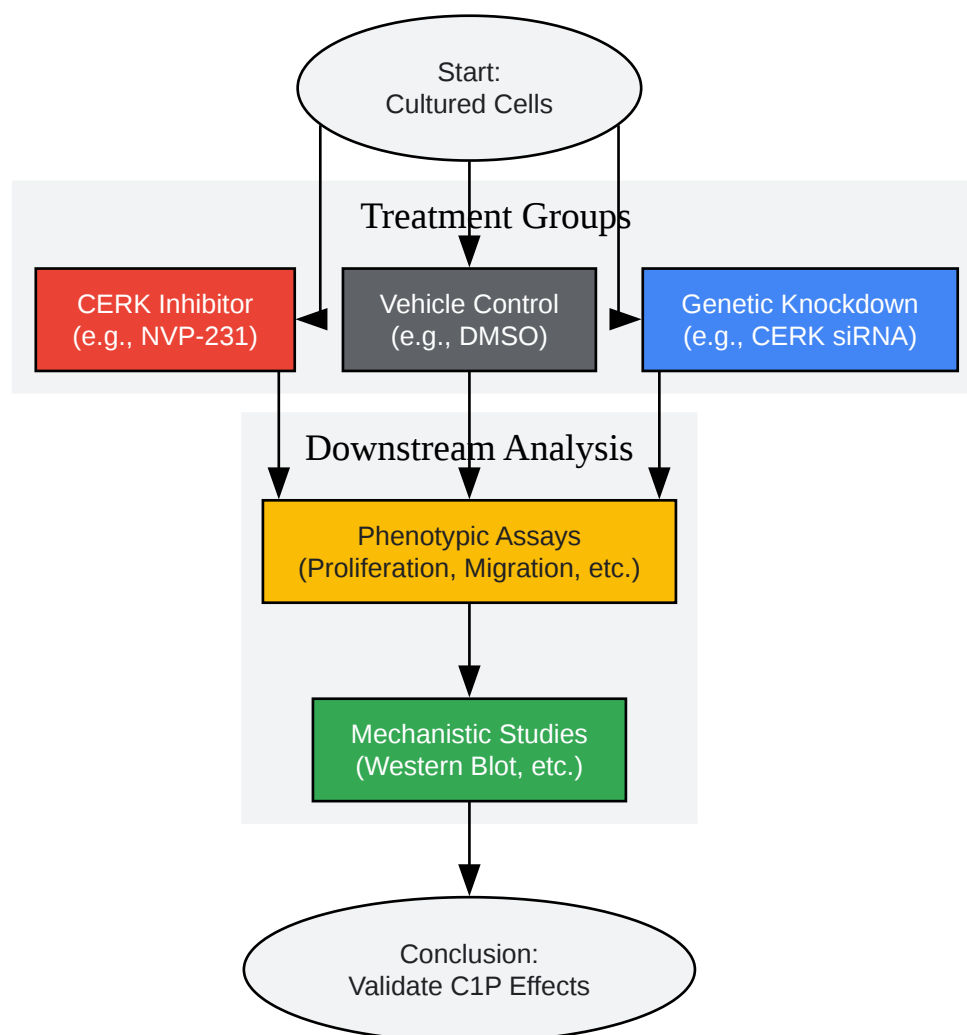 Start:
Cultured Cells
Treatment Groups
CERK Inhibitor
(e.g., NVP-231)
Vehicle Control
(e.g., DMSO)
Genetic Knockdown
(e.g., CERK siRNA)
Downstream Analysis
Phenotypic Assays
(Proliferation, Migration, etc.)
Mechanistic Studies
(Western Blot, etc.)
Conclusion:
Validate C1P Effects